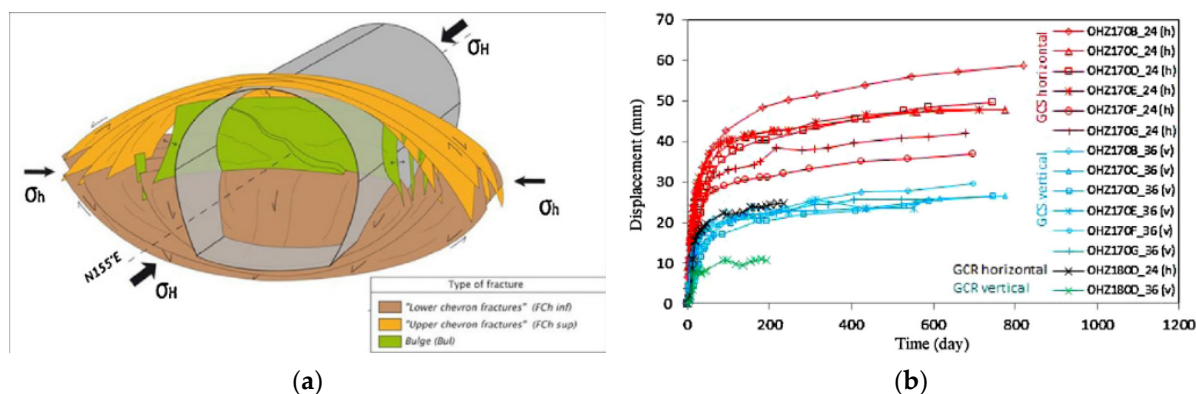 σH
σh
σh
N155°E
σH
Type of fracture
"Lower chevron fractures" (FCh inf)
"Upper chevron fractures" (FCh sup)
Bulge (Bul)
(a)
Displacement (mm)
70
60
50
40
30
20
10
0
0
200
400
600
800
1000
1200
Time (day)
GCS horizontal
GCS vertical
GCR horizontal
GCR vertical
OHZ170B_24 (h)
OHZ170C_24 (h)
OHZ170D_24 (h)
OHZ170E_24 (h)
OHZ170F_24 (h)
OHZ170G_24 (h)
OHZ170B_36 (v)
OHZ170C_36 (v)
OHZ170D_36 (v)
OHZ170E_36 (v)
OHZ170F_36 (v)
OHZ170G_36 (v)
OHZ180D_24 (h)
OHZ180D_36 (v)
(b)